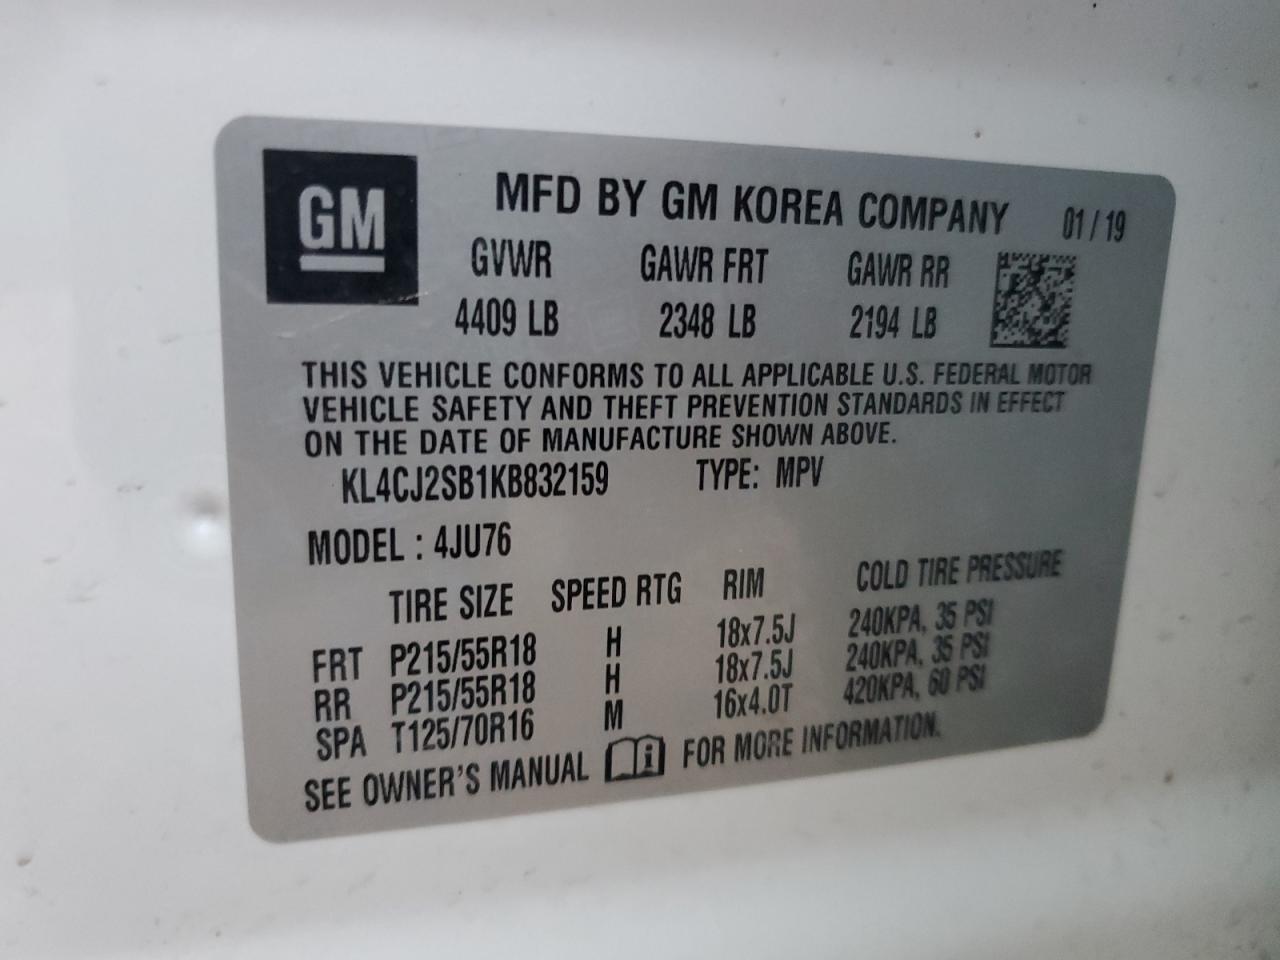 GM
MFD BY GM KOREA COMPANY 01/19
GVWR GAWR FRT GAWR RR
4409 LB 2348 LB 2194 LB
THIS VEHICLE CONFORMS TO ALL APPLICABLE U.S. FEDERAL MOTOR
VEHICLE SAFETY AND THEFT PREVENTION STANDARDS IN EFFECT
ON THE DATE OF MANUFACTURE SHOWN ABOVE.
KL4CJ2SB1KB832159 TYPE: MPV
MODEL : 4JU76
TIRE SIZE SPEED RTG RIM COLD TIRE PRESSURE
FRT P215/55R18 H 18x7.5J 240KPA, 35 PSI
RR P215/55R18 H 18x7.5J 240KPA, 35 PSI
SPA T125/70R16 M 16x4.0T 420KPA, 60 PSI
SEE OWNER'S MANUAL i FOR MORE INFORMATION.